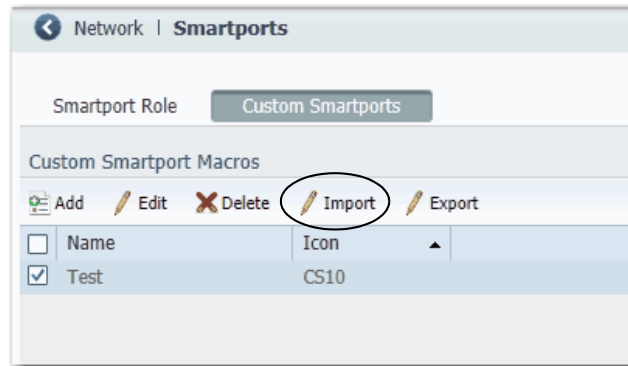 Network | Smartports
Smartport Role Custom Smartports
Custom Smartport Macros
Add Edit Delete Import Export
Name Icon
Test CS10